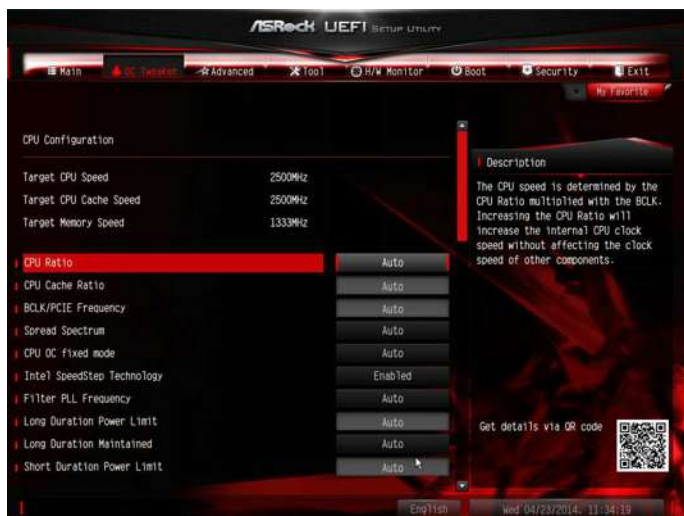 ASRock UEFI SETUP UTILITY
Main OC Tweaker Advanced Tool H/W Monitor Boot Security Exit
My Favorite
CPU Configuration
Target CPU Speed 2500MHz
Target CPU Cache Speed 2500MHz
Target Memory Speed 1333MHz
CPU Ratio Auto
CPU Cache Ratio Auto
BCLK/PCIE Frequency Auto
Spread Spectrum Auto
CPU OC fixed mode Auto
Intel SpeedStep Technology Enabled
Filter PLL Frequency Auto
Long Duration Power Limit Auto
Long Duration Maintained Auto
Short Duration Power Limit Auto
Description
The CPU speed is determined by the
CPU Ratio multiplied with the BCLK.
Increasing the CPU Ratio will
increase the internal CPU clock
speed without affecting the clock
speed of other components.
Get details via QR code
English
Wed 04/23/2014. 11:34:19